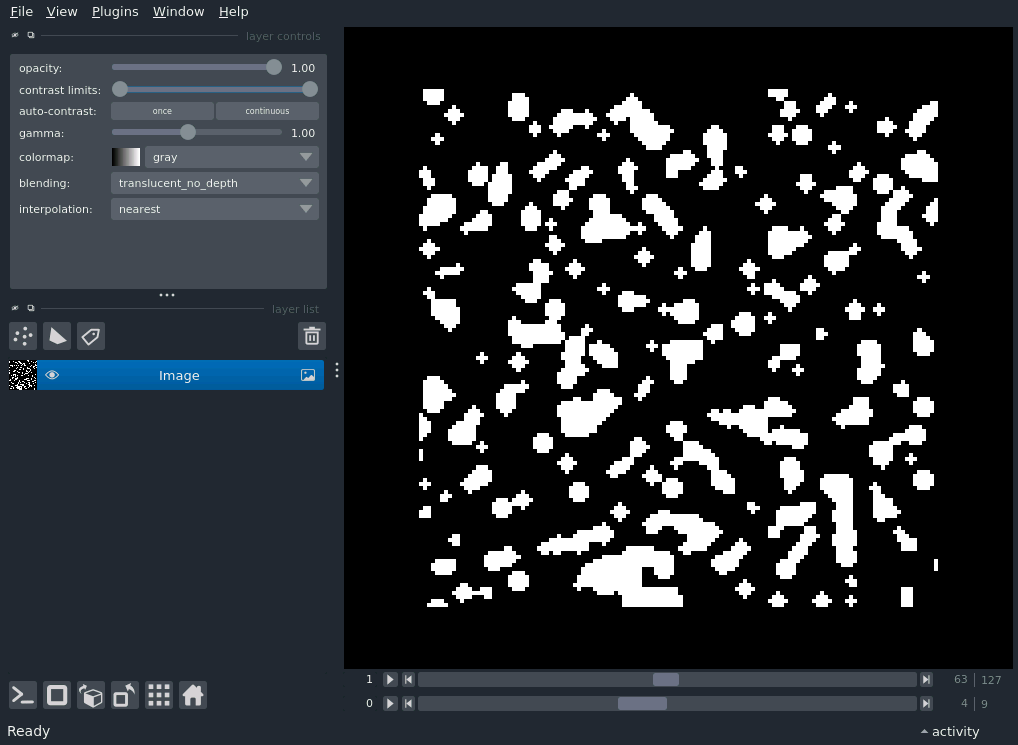 File View Plugins Window Help
layer controls
opacity: 1.00
contrast limits:
auto-contrast: once continuous
gamma: 1.00
colormap: gray
blending: translucent_no_depth
interpolation: nearest
layer list
Image
1 63 127
0 4 9
Ready activity